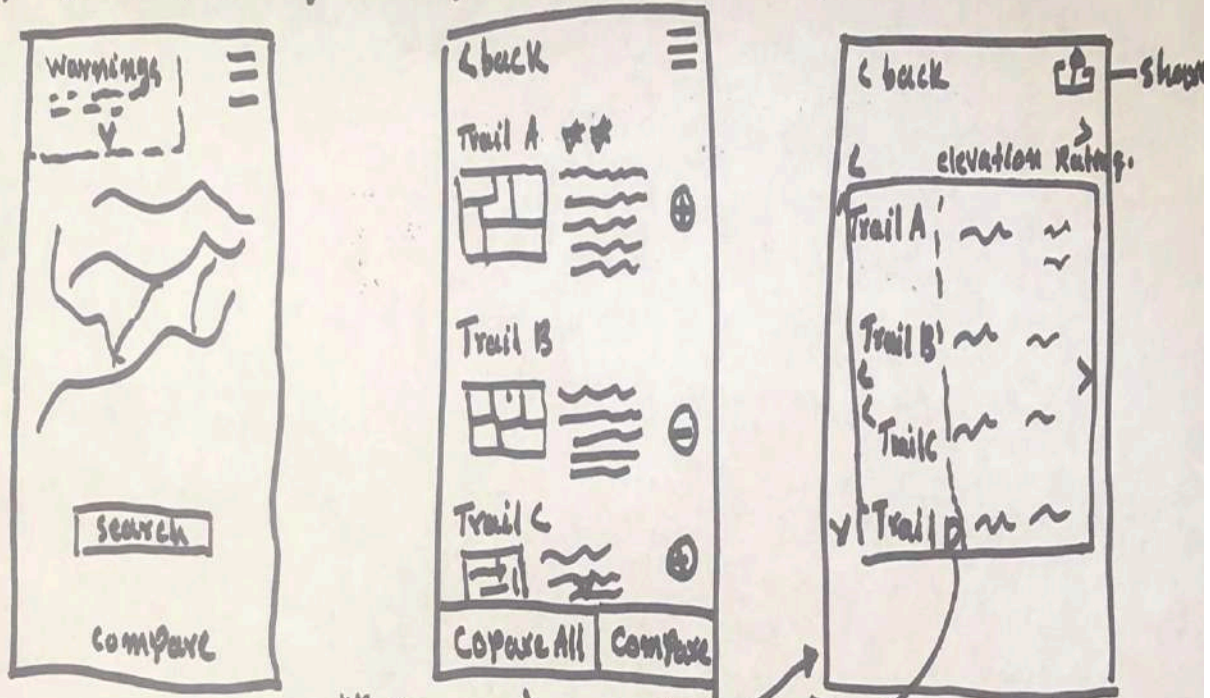 warnings
search
compare
< back
Trail A **
Trail B
Trail C
Copare All
Compare
< back
Share
elevation Rating.
Trail A
Trail B
Trail C
Trail D